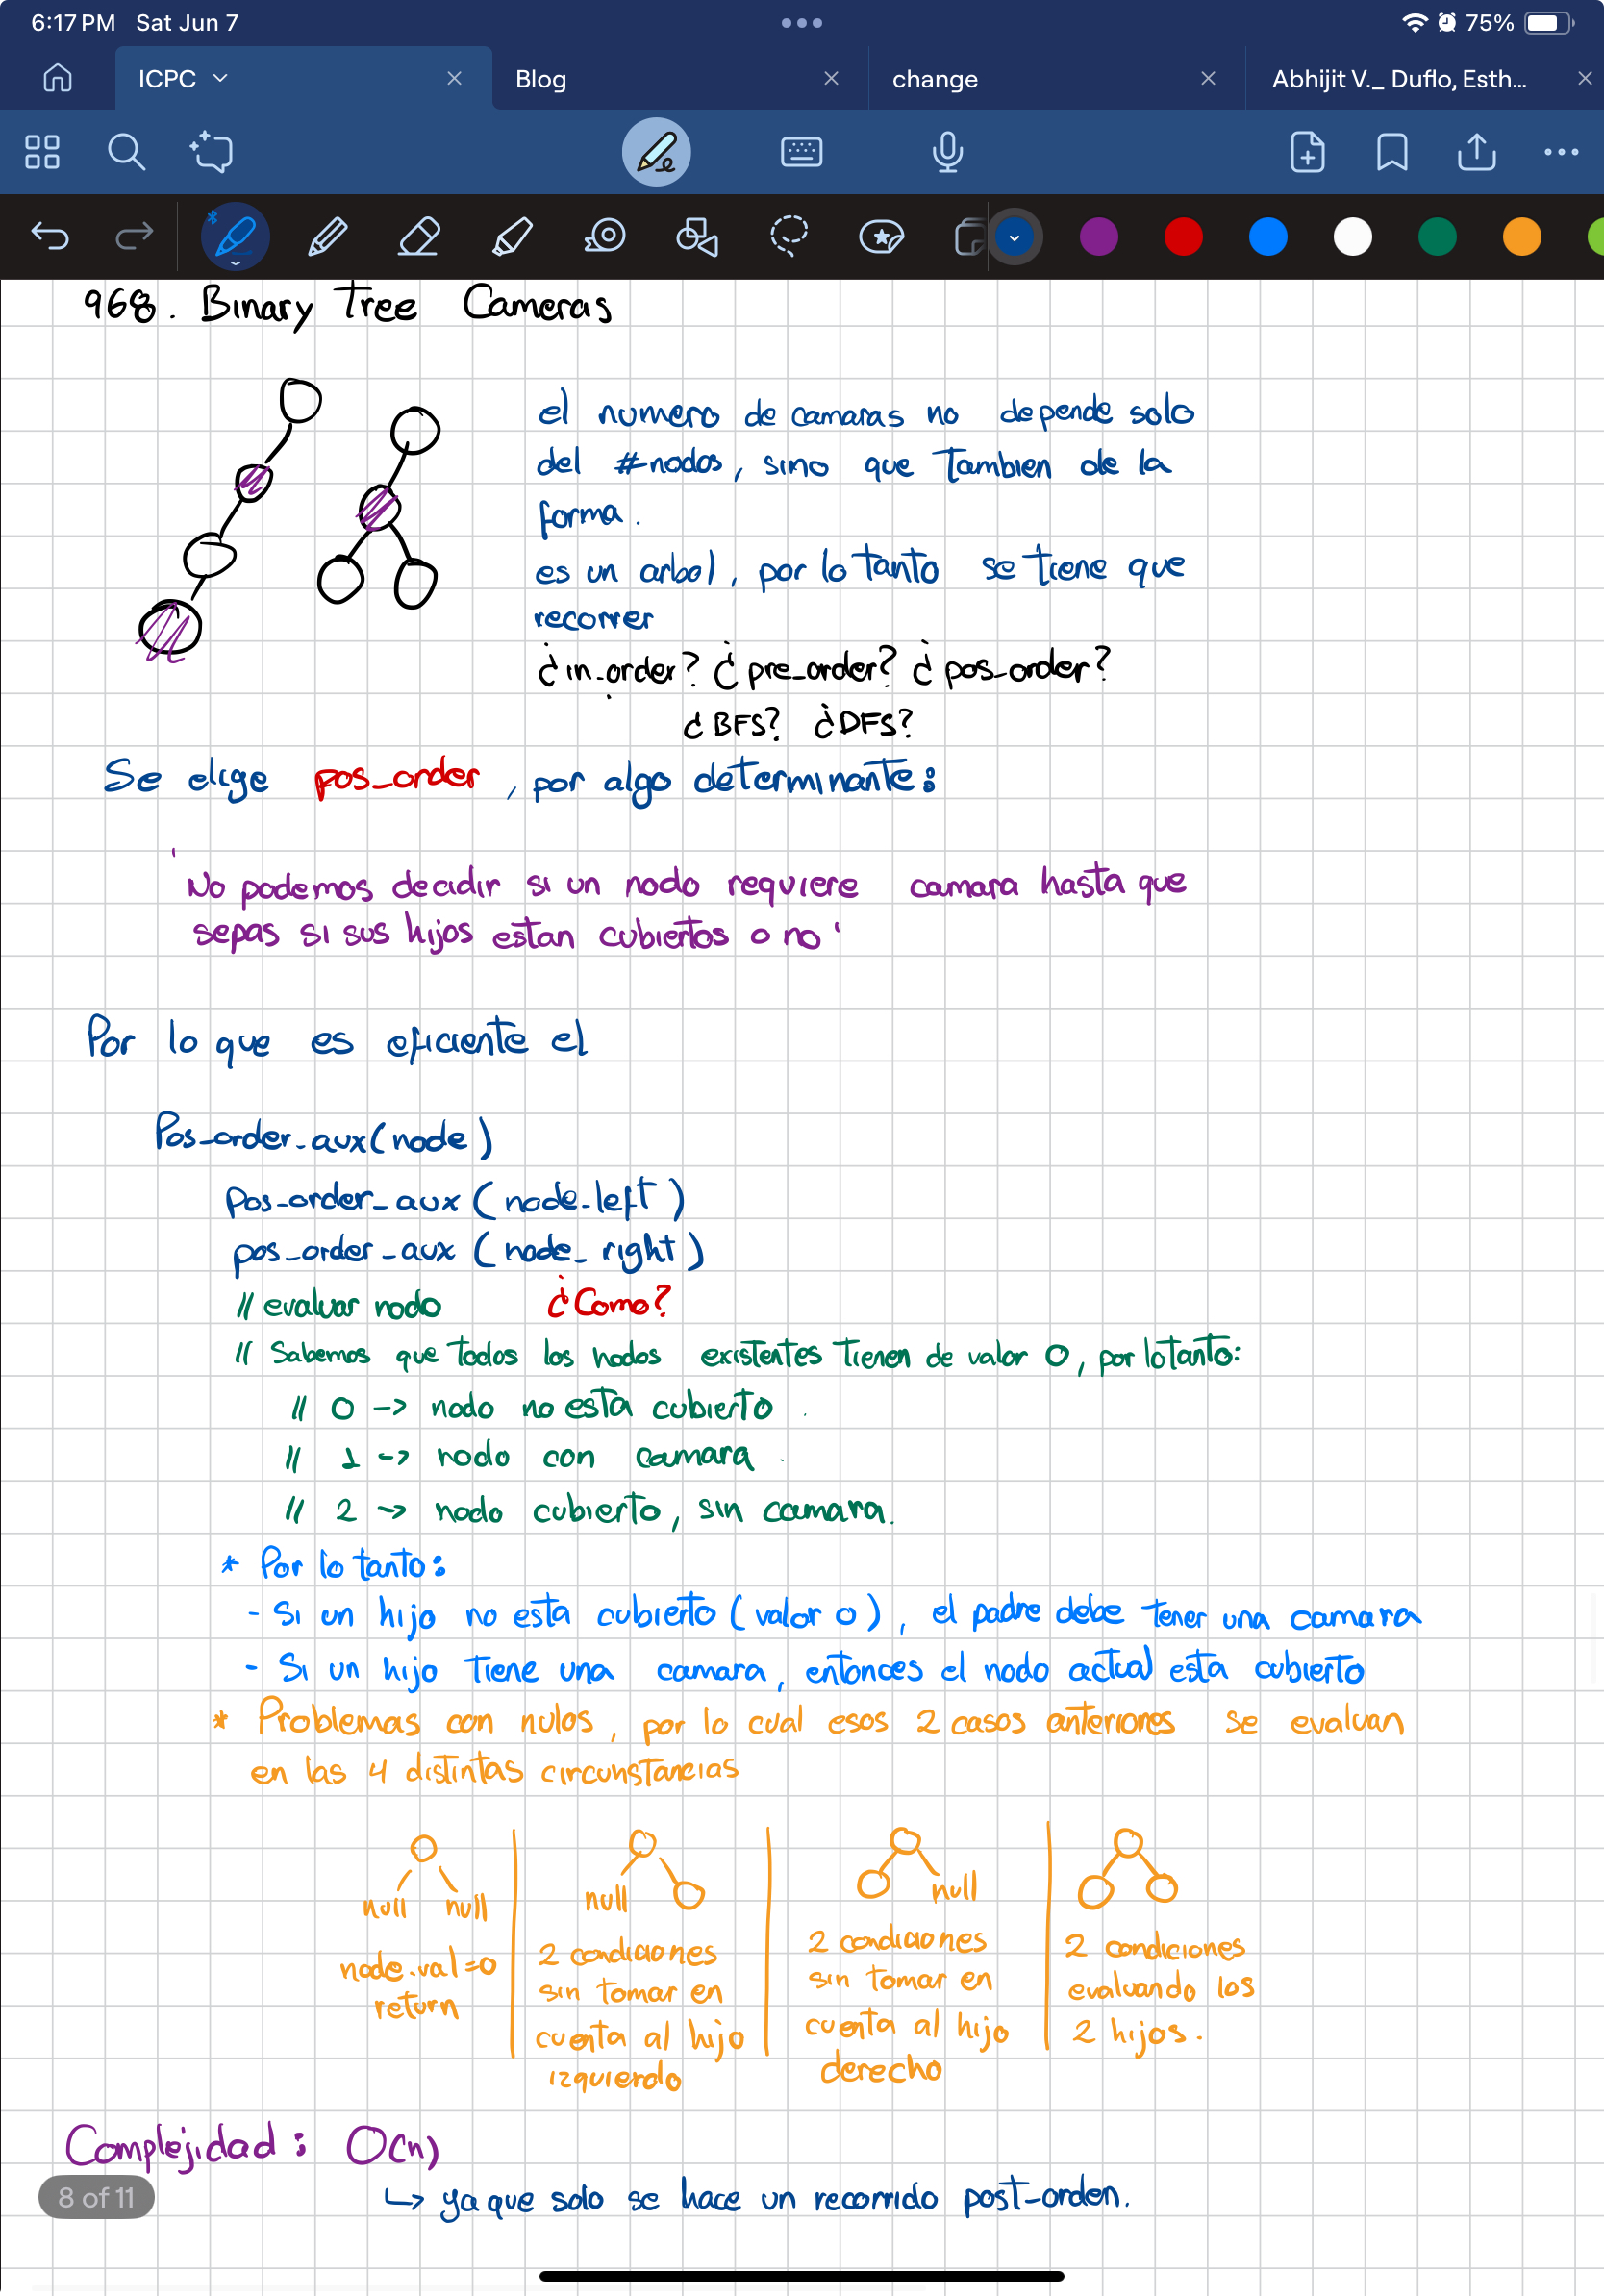 6:17 PM Sat Jun 7
75%
ICPC
Blog
change
Abhijit V._ Duflo, Esth...
968. Binary Tree Cameras
el numero de camaras no depende solo
del #nodos, sino que Tambien de la
forma.
es un arbol, por lo tanto se tiene que
recorrer
¿in_order? ¿pre_order? ¿pos_order?
¿BFS? ¿DFS?
Se elige pos_order, por algo determinante:
'No podemos decidir si un nodo requiere camara hasta que
sepas si sus hijos estan cubiertos o no'
Por lo que es eficiente el
Pos_order_aux(node)
pos_order_aux (node_left)
pos_order_aux (node_right)
// evaluar nodo ¿Como?
// Sabemos que todos los nodos existentes Tienen de valor 0, por lo tanto:
// 0 -> nodo no esta cubierto.
// 1 -> nodo con camara.
// 2 -> nodo cubierto, sin camara.
* Por lo tanto:
- Si un hijo no esta cubierto (valor 0), el padre debe tener una camara
- Si un hijo Tiene una camara, entonces el nodo actual esta cubierto
* Problemas con nulos, por lo cual esos 2 casos anteriores se evaluan
en las 4 distintas circunstancias
null null
node.val=0
return
null
2 condiciones
sin tomar en
cuenta al hijo
izquierdo
null
2 condiciones
sin tomar en
cuenta al hijo
derecho
2 condiciones
evaluando los
2 hijos.
Complejidad: O(n)
↳ ya que solo se hace un recorrido post-orden.
8 of 11